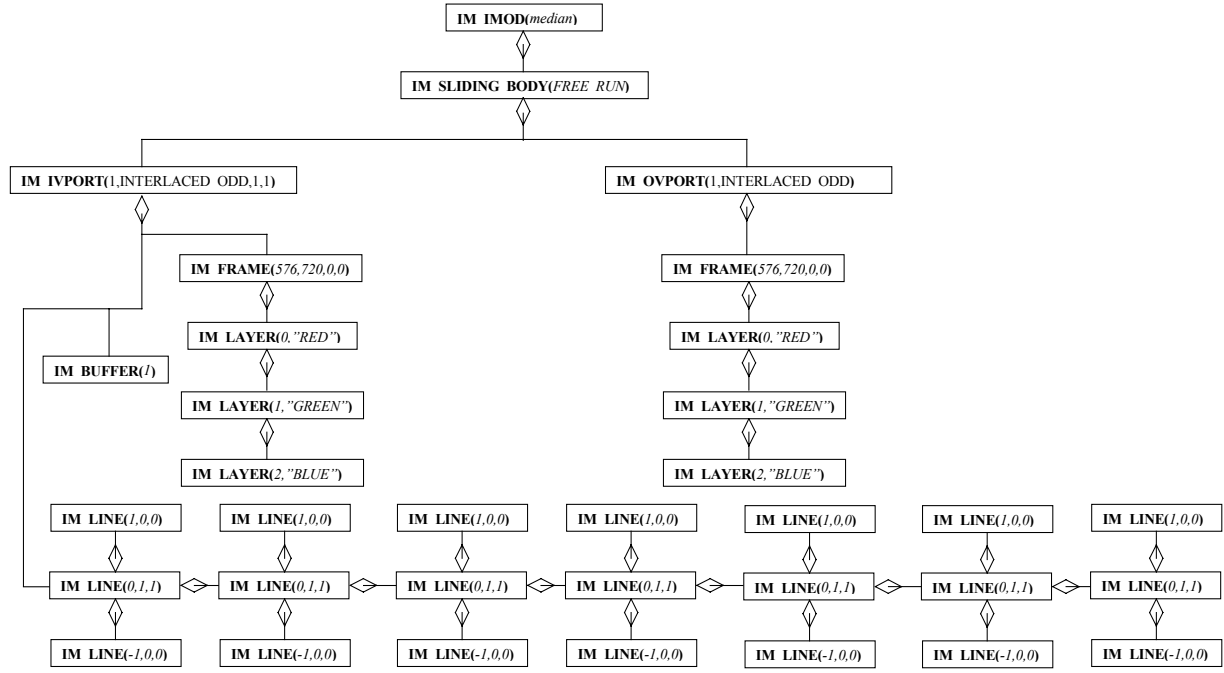 IM IMOD(median)
IM SLIDING BODY(FREE RUN)
IM IVPORT(1,INTERLACED ODD,1,1)
IM OVPORT(1,INTERLACED ODD)
IM FRAME(576,720,0,0)
IM FRAME(576,720,0,0)
IM LAYER(0,"RED")
IM LAYER(0,"RED")
IM BUFFER(1)
IM LAYER(1,"GREEN")
IM LAYER(1,"GREEN")
IM LAYER(2,"BLUE")
IM LAYER(2,"BLUE")
IM LINE(1,0,0) IM LINE(1,0,0) IM LINE(1,0,0) IM LINE(1,0,0) IM LINE(1,0,0) IM LINE(1,0,0) IM LINE(1,0,0)
IM LINE(0,1,1) IM LINE(0,1,1) IM LINE(0,1,1) IM LINE(0,1,1) IM LINE(0,1,1) IM LINE(0,1,1) IM LINE(0,1,1)
IM LINE(-1,0,0) IM LINE(-1,0,0) IM LINE(-1,0,0) IM LINE(-1,0,0) IM LINE(-1,0,0) IM LINE(-1,0,0) IM LINE(-1,0,0)